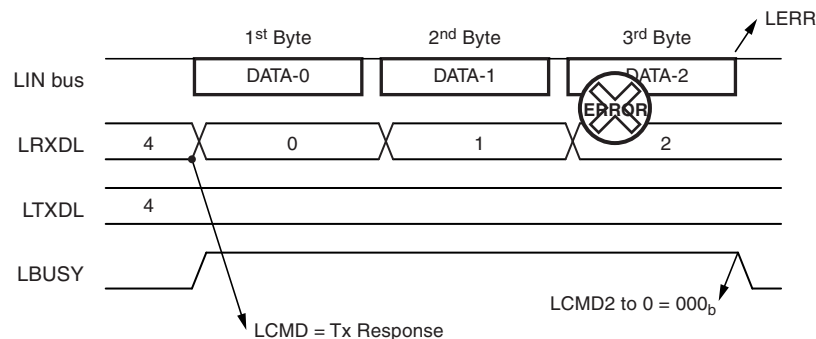 LERR
1st Byte 2nd Byte 3rd Byte
LIN bus DATA-0 DATA-1 DATA-2
ERROR
LRXDL 4 0 1 2
LTXDL 4
LBUSY
LCMD2 to 0 = 000b
LCMD = Tx Response